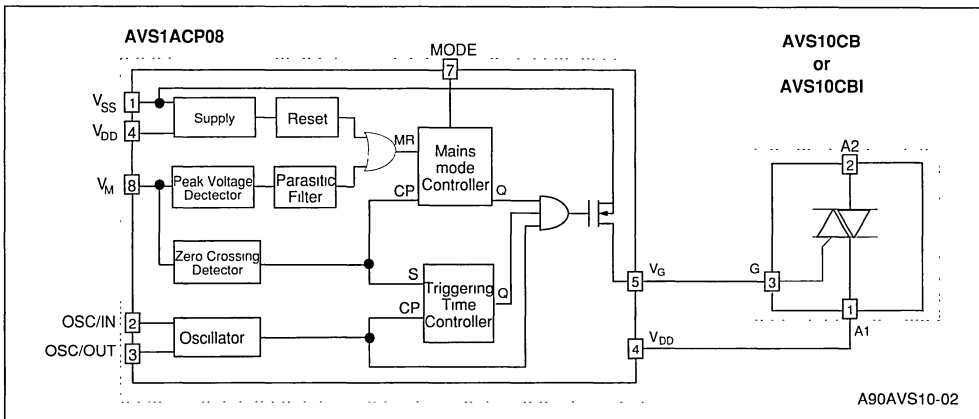 AVS1ACP08
MODE
7
AVS10CB
or
AVS10CBI
VSS
1
VDD
4
VM
8
Supply
Reset
MR
Mains
mode
Controller
CP
Q
Peak Voltage
Dectector
Parasitic
Filter
Zero Crossing
Detector
S
CP
Triggering
Time
Controller
Q
OSC/IN
2
OSC/OUT
3
Oscillator
5
VG
4
VDD
A2
2
G
3
1
A1
A90AVS10-02